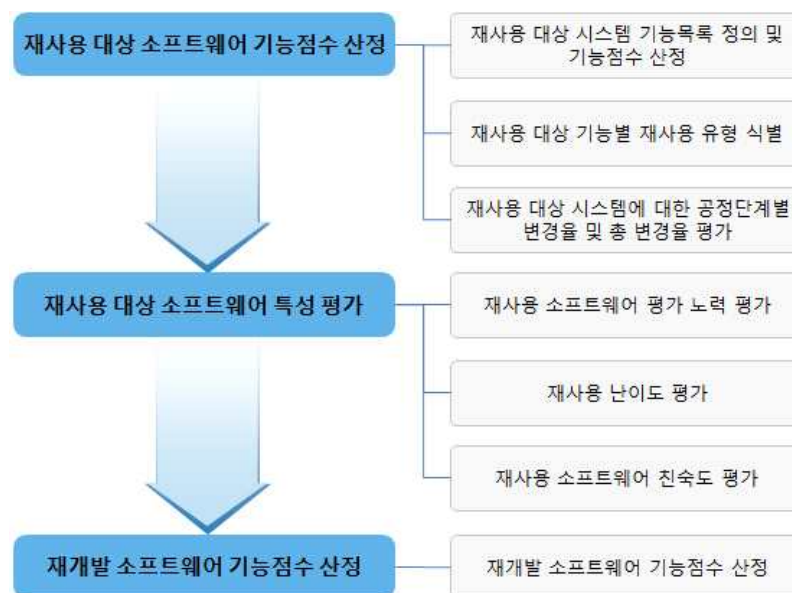 재사용 대상 소프트웨어 기능점수 산정
재사용 대상 시스템 기능목록 정의 및
기능점수 산정
재사용 대상 기능별 재사용 유형 식별
재사용 대상 시스템에 대한 공정단계별
변경율 및 총 변경율 평가
재사용 대상 소프트웨어 특성 평가
재사용 소프트웨어 평가 노력 평가
재사용 난이도 평가
재사용 소프트웨어 친숙도 평가
재개발 소프트웨어 기능점수 산정
재개발 소프트웨어 기능점수 산정